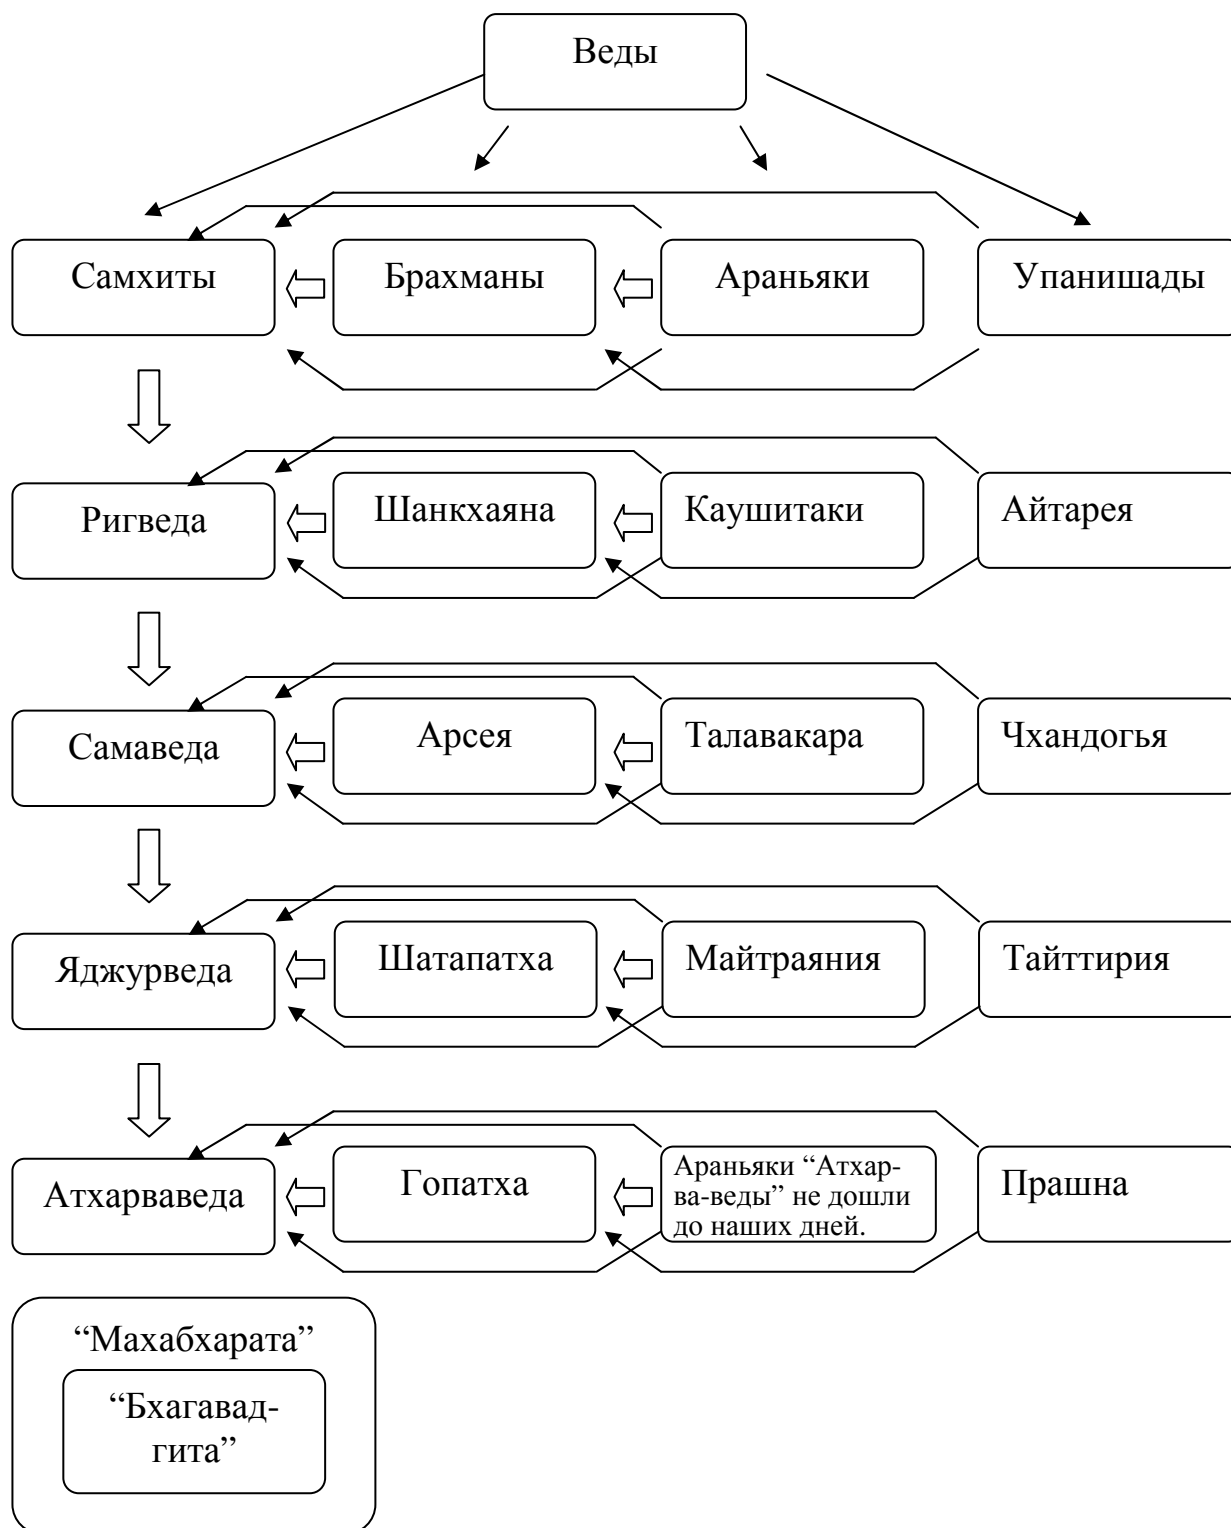 Веды
Самхиты
Брахманы
Араньяки
Упанишады
Ригведа
Шанкхаяна
Каушитаки
Айтарея
Самаведа
Арсея
Талавакара
Чхандогья
Яджурведа
Шатапатха
Майтраяния
Тайттирия
Атхарваведа
Гопатха
Араньяки “Атхар-
ва-веды” не дошли
до наших дней.
Прашна
“Махабхарата”
“Бхагавад-
гита”